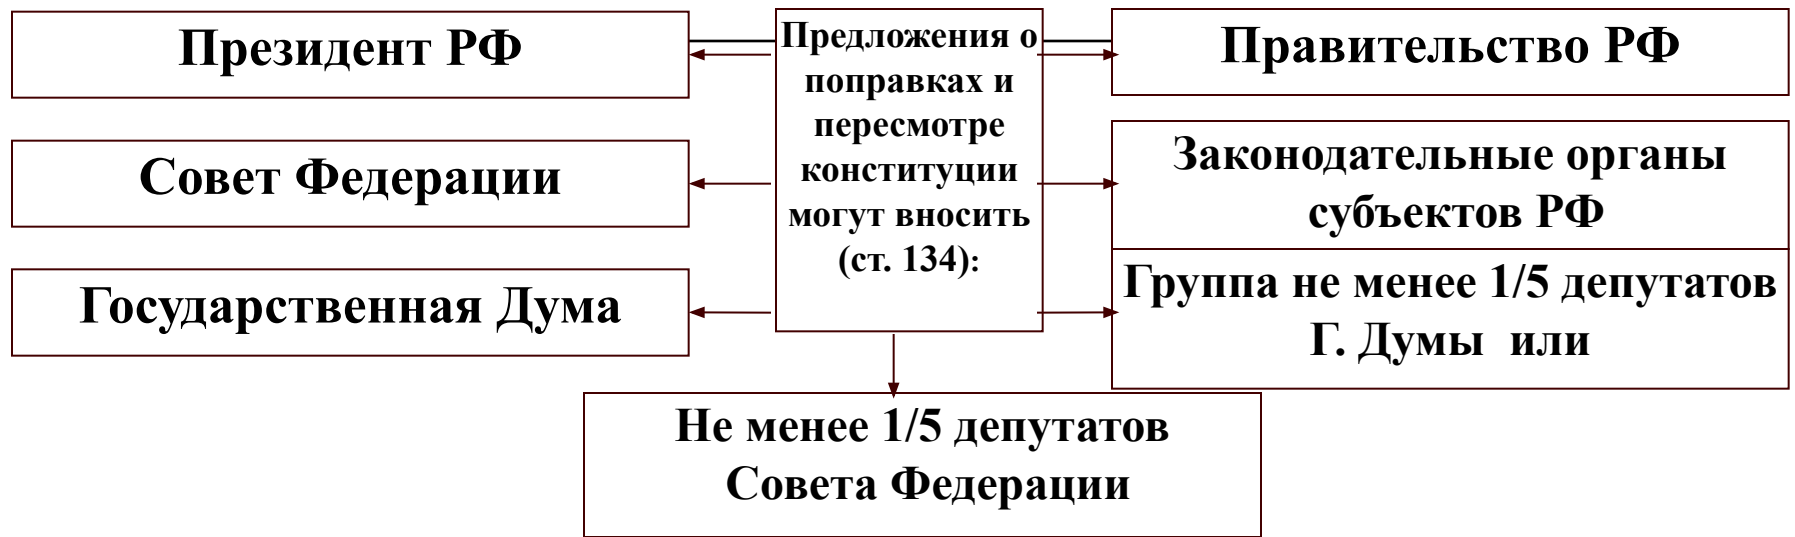 Президент РФ
Совет Федерации
Государственная Дума
Предложения о
поправках и
пересмотре
конституции
могут вносить
(ст. 134):
Правительство РФ
Законодательные органы
субъектов РФ
Группа не менее 1/5 депутатов
Г. Думы или
Не менее 1/5 депутатов
Совета Федерации